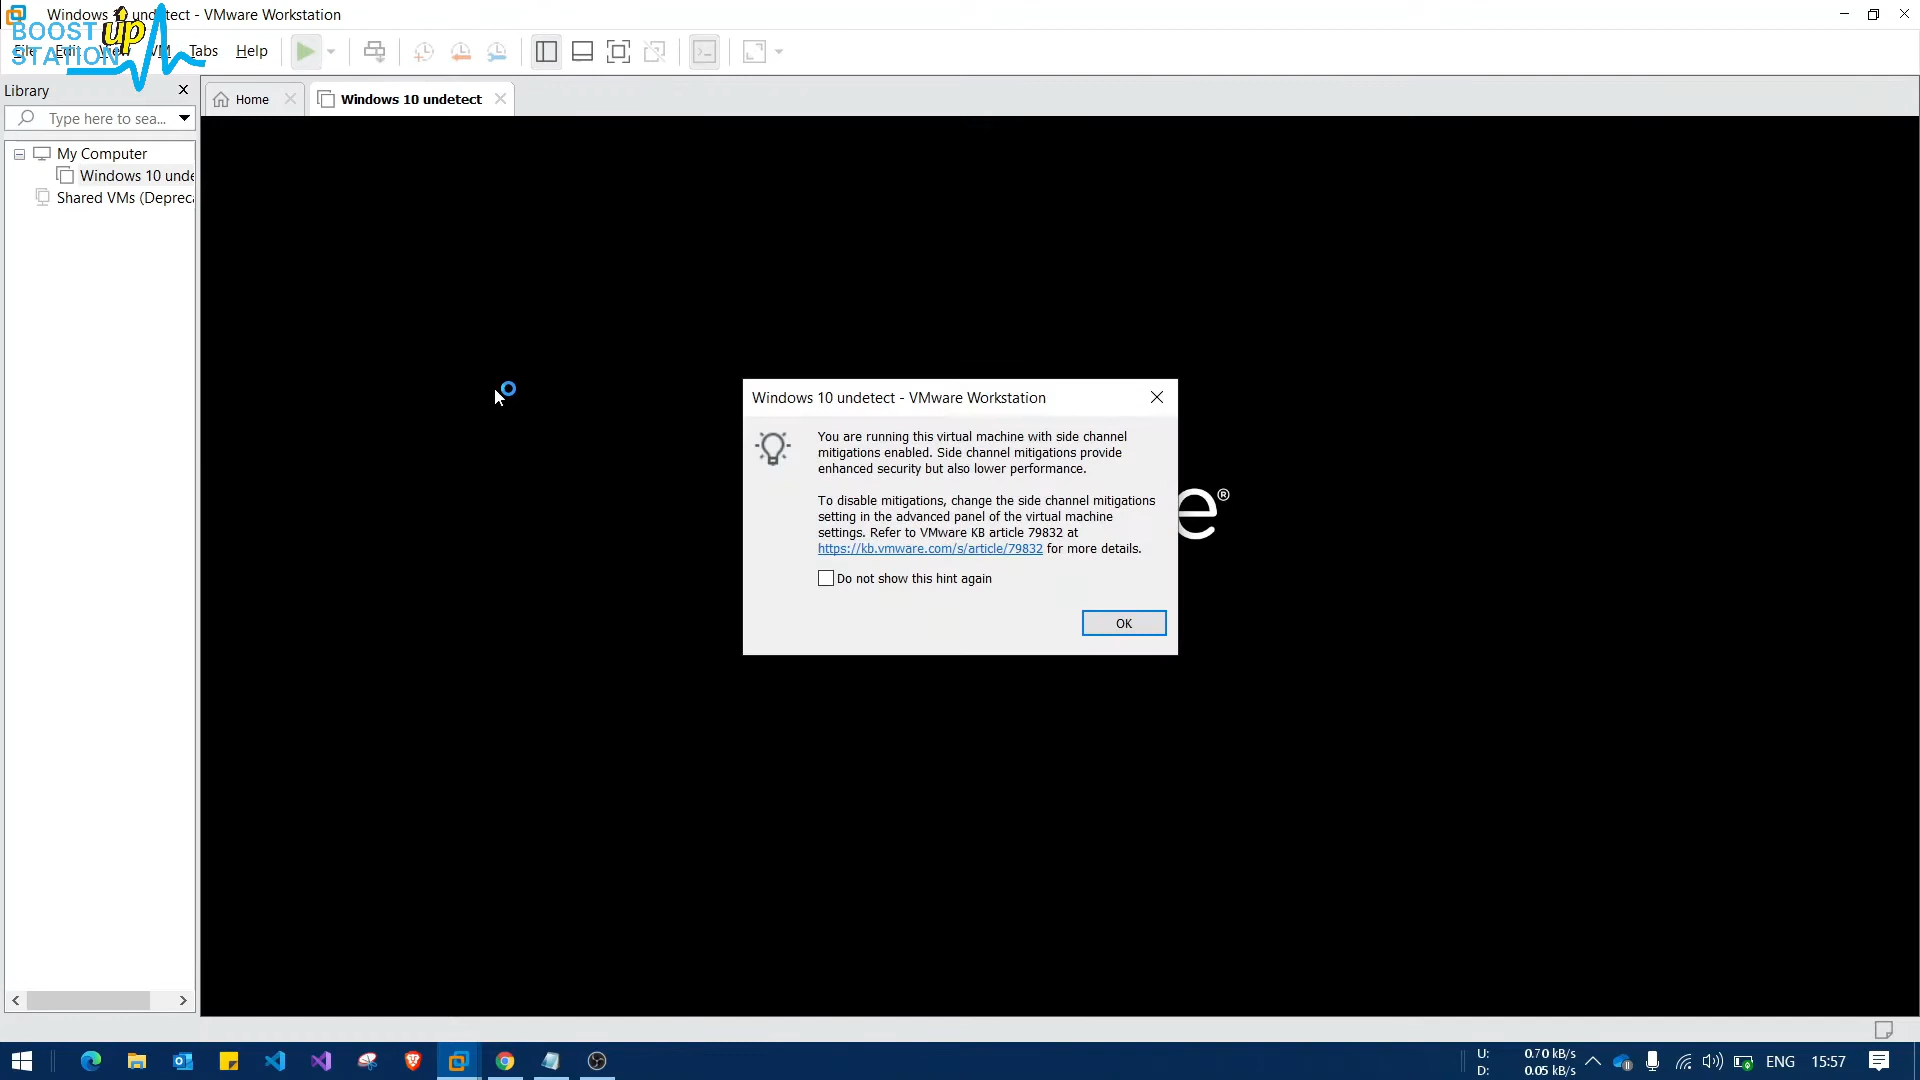 Windows 10 undetect - VMware Workstation
BOOST up
STATION
File Edit View VM Tabs Help
Library
Home
Windows 10 undetect
Type here to sea...
My Computer
Windows 10 unde
Shared VMs (Depreca
e®
Windows 10 undetect - VMware Workstation
You are running this virtual machine with side channel
mitigations enabled. Side channel mitigations provide
enhanced security but also lower performance.
To disable mitigations, change the side channel mitigations
setting in the advanced panel of the virtual machine
settings. Refer to VMware KB article 79832 at
https://kb.vmware.com/s/article/79832 for more details.
Do not show this hint again
OK
U: 0.70 kB/s
D: 0.05 kB/s
ENG
15:57